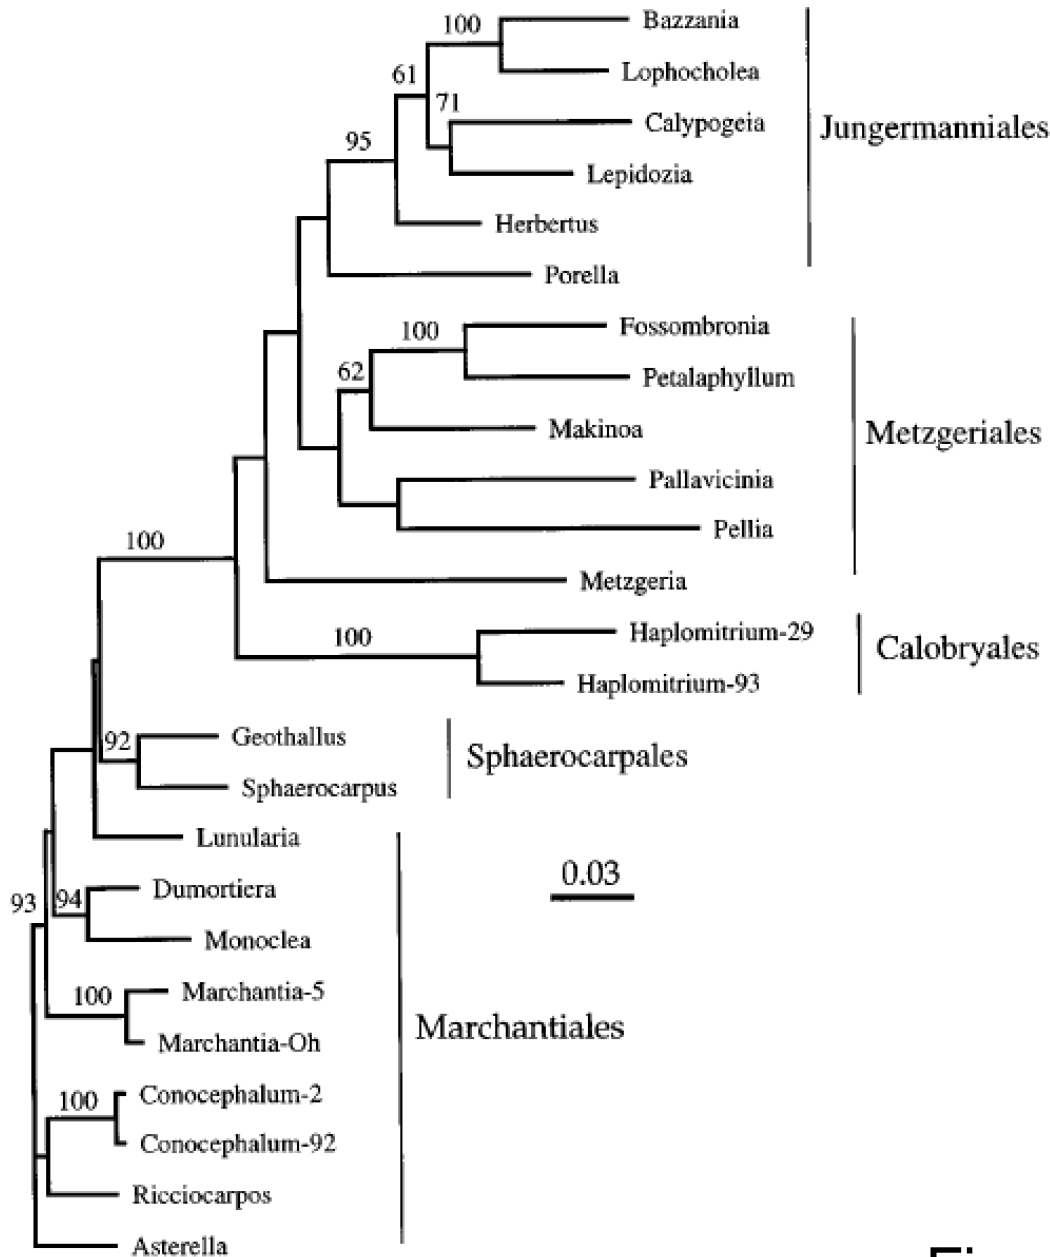 100
Bazzania
Lophocholea
61
71
Calypogeia
Jungermanniales
95
Lepidozia
Herbertus
Porella
Fossombronia
100
62
Petalaphyllum
Makinoa
Metzgeriales
Pallavicinia
Pellia
100
Metzgeria
100
Haplomitrium-29
Calobryales
Haplomitrium-93
92
Geothallus
Sphaerocarpales
Sphaerocarpus
Lunularia
0.03
93
94
Dumortiera
Monoclea
100
Marchantia-5
Marchantiales
Marchantia-Oh
100
Conocephalum-2
Conocephalum-92
Ricciocarpos
Asterella